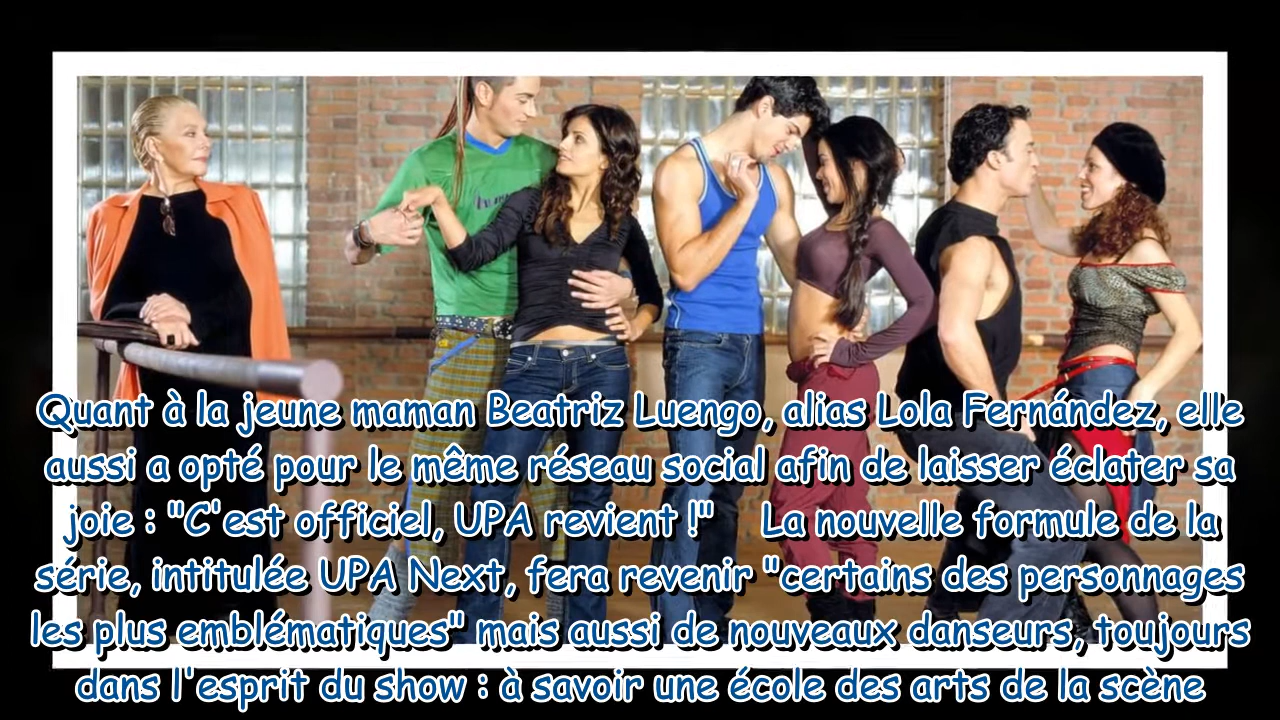 Quant à la jeune maman Beatriz Luengo, alias Lola Fernández, elle
aussi a opté pour le même réseau social afin de laisser éclater sa
joie : "C'est officiel, UPA revient !" La nouvelle formule de la
série, intitulée UPA Next, fera revenir "certains des personnages
les plus emblématiques" mais aussi de nouveaux danseurs, toujours
dans l'esprit du show : à savoir une école des arts de la scène